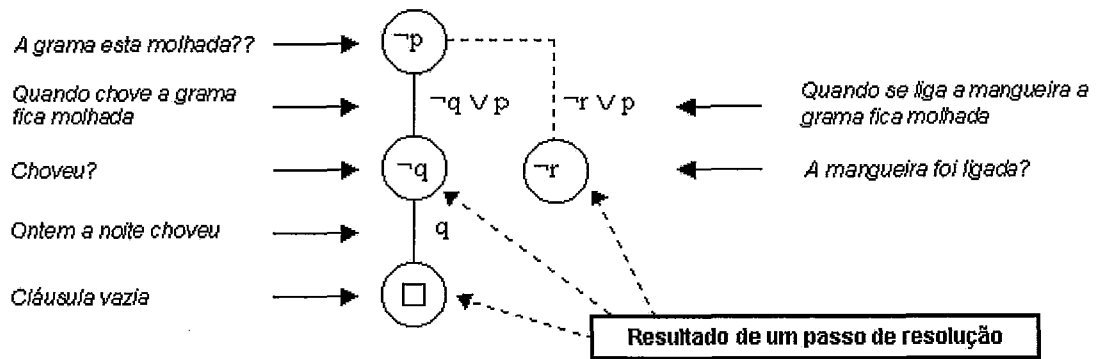 A grama esta molhada??
¬p
Quando chove a grama
fica molhada
¬q ∨ p
¬r ∨ p
Quando se liga a mangueira a
grama fica molhada
Choveu?
¬q
¬r
A mangueira foi ligada?
Ontem a noite choveu
q
Cláusula vazia
Resultado de um passo de resolução